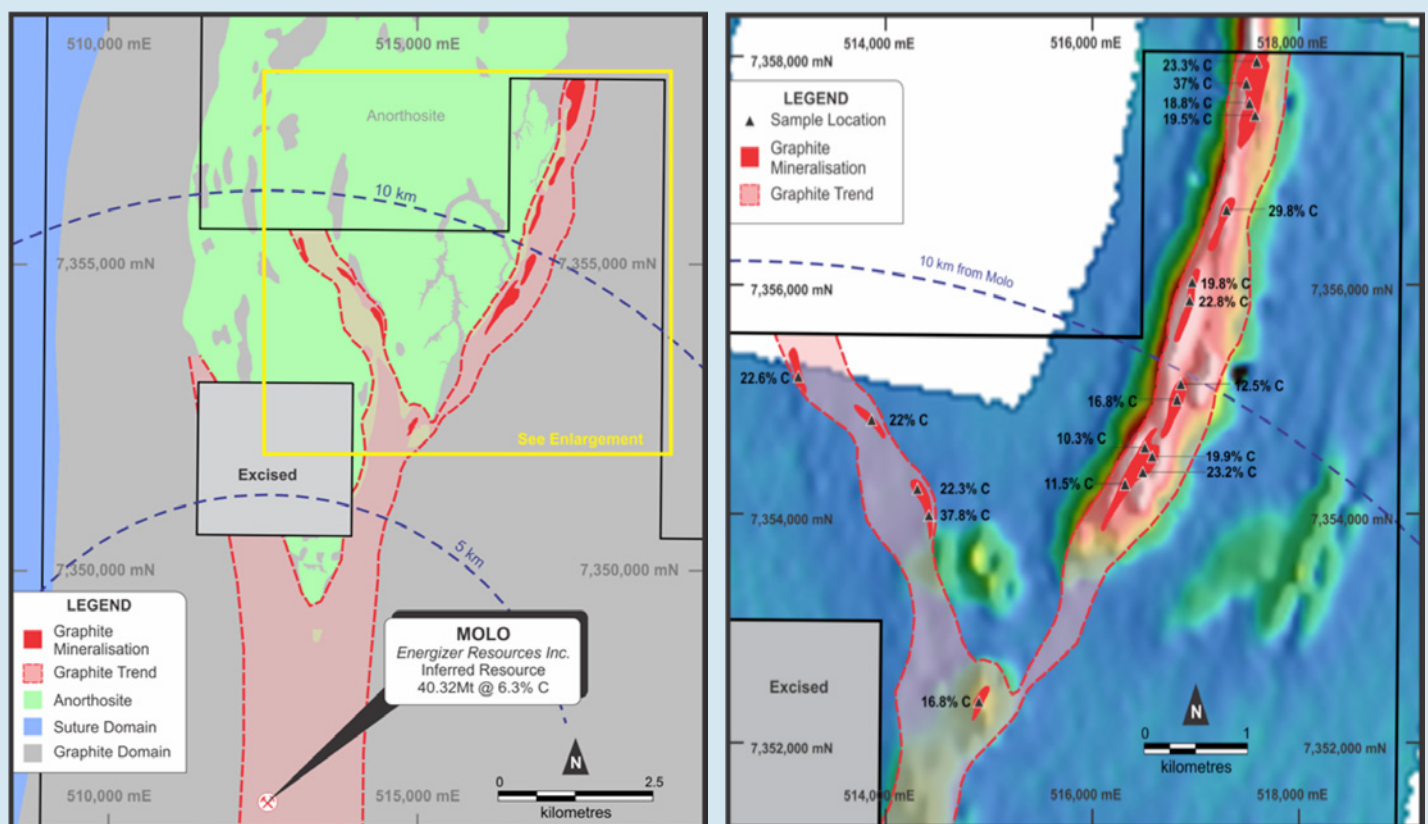 510,000 mE
515,000 mE
Anorthosite
10 km
7,355,000 mN
7,355,000 mN
See Enlargement
Excised
5 km
7,350,000 mN
7,350,000 mN
LEGEND
Graphite
Mineralisation
Graphite Trend
Anorthosite
Suture Domain
Graphite Domain
MOLO
Energizer Resources Inc.
Inferred Resource
40.32Mt @ 6.3% C
N
0
2.5
kilometres
510,000 mE
515,000 mE
514,000 mE
516,000 mE
518,000 mE
7,358,000 mN
7,358,000 mN
LEGEND
Sample Location
Graphite
Mineralisation
Graphite Trend
23.3% C
37% C
18.8% C
19.5% C
29.8% C
10 km from Molo
7,356,000 mN
19.8% C
7,356,000 mN
22.8% C
22.6% C
12.5% C
16.8% C
22% C
10.3% C
19.9% C
23.2% C
11.5% C
22.3% C
37.8% C
7,354,000 mN
7,354,000 mN
Excised
16.8% C
N
0
1
kilometres
7,352,000 mN
7,352,000 mN
514,000 mE
516,000 mE
518,000 mE